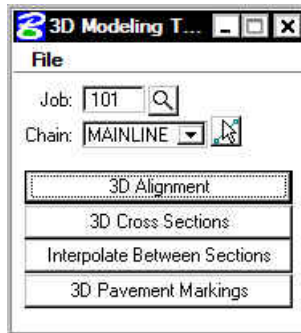 3D Modeling T...
File
Job: 101
Chain: MAINLINE
3D Alignment
3D Cross Sections
Interpolate Between Sections
3D Pavement Markings